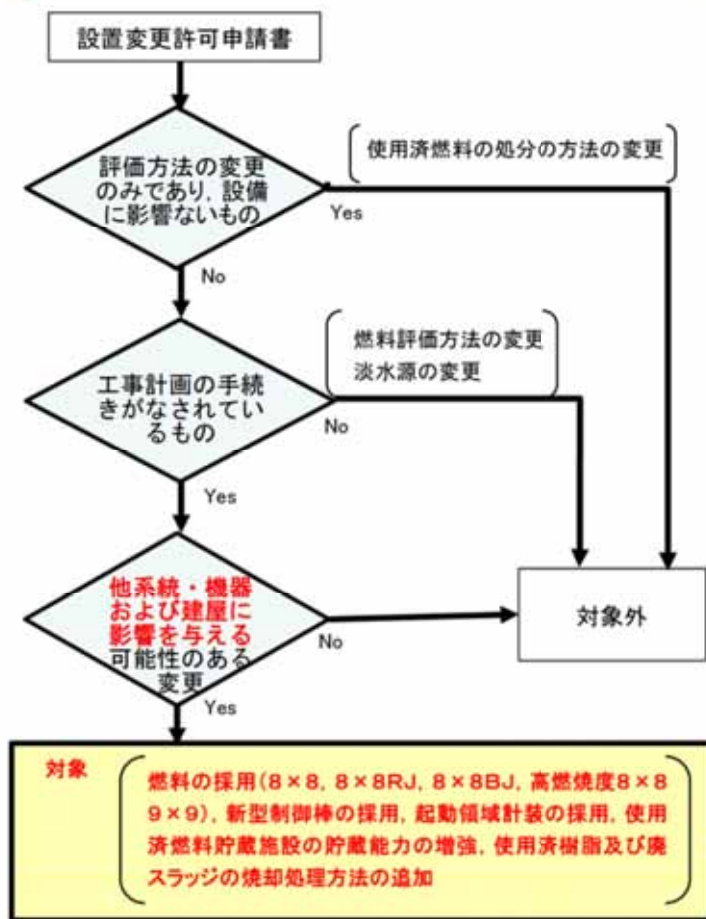 設置変更許可申請書
評価方法の変更
のみであり，設備
に影響ないもの
使用済燃料の処分の方法の変更
Yes
No
工事計画の手続
きがなされてい
るもの
燃料評価方法の変更
淡水源の変更
No
Yes
他系統・機器
および建屋に
影響を与える
可能性のある
変更
No
対象外
Yes
対象
燃料の採用(８×８，８×８RJ，８×８BJ，高燃焼度８×８
９×９)，新型制御棒の採用，起動領域計装の採用，使用
済燃料貯蔵施設の貯蔵能力の増強，使用済樹脂及び廃
スラッジの焼却処理方法の追加